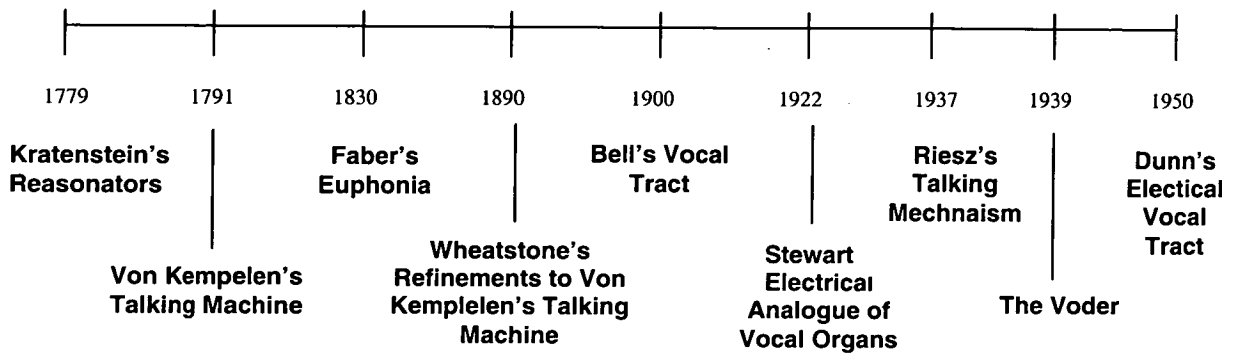 1779 1791 1830 1890 1900 1922 1937 1939 1950
Kratenstein's
Reasonators
Von Kempelen's
Talking Machine
Faber's
Euphonia
Wheatstone's
Refinements to Von
Kemplelen's Talking
Machine
Bell's Vocal
Tract
Stewart
Electrical
Analogue of
Vocal Organs
Riesz's
Talking
Mechnaism
The Voder
Dunn's
Electical
Vocal
Tract